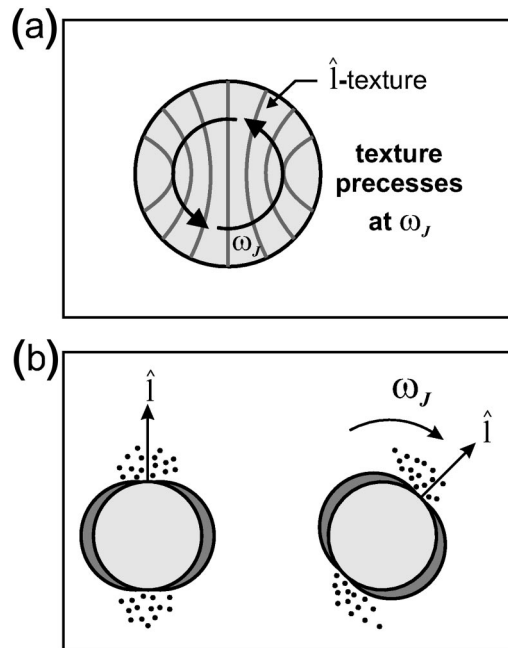 (a)
l̂-texture
texture
precesses
at ω_J
ω_J
(b)
l̂
ω_J
l̂